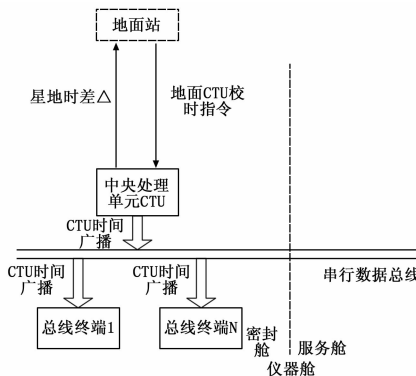 地面站
星地时差△
地面CTU校
时指令
中央处理
单元CTU
CTU时间
广播
串行数据总线
CTU时间
广播
CTU时间
广播
总线终端1
总线终端N
密封
舱
服务舱
仪器舱